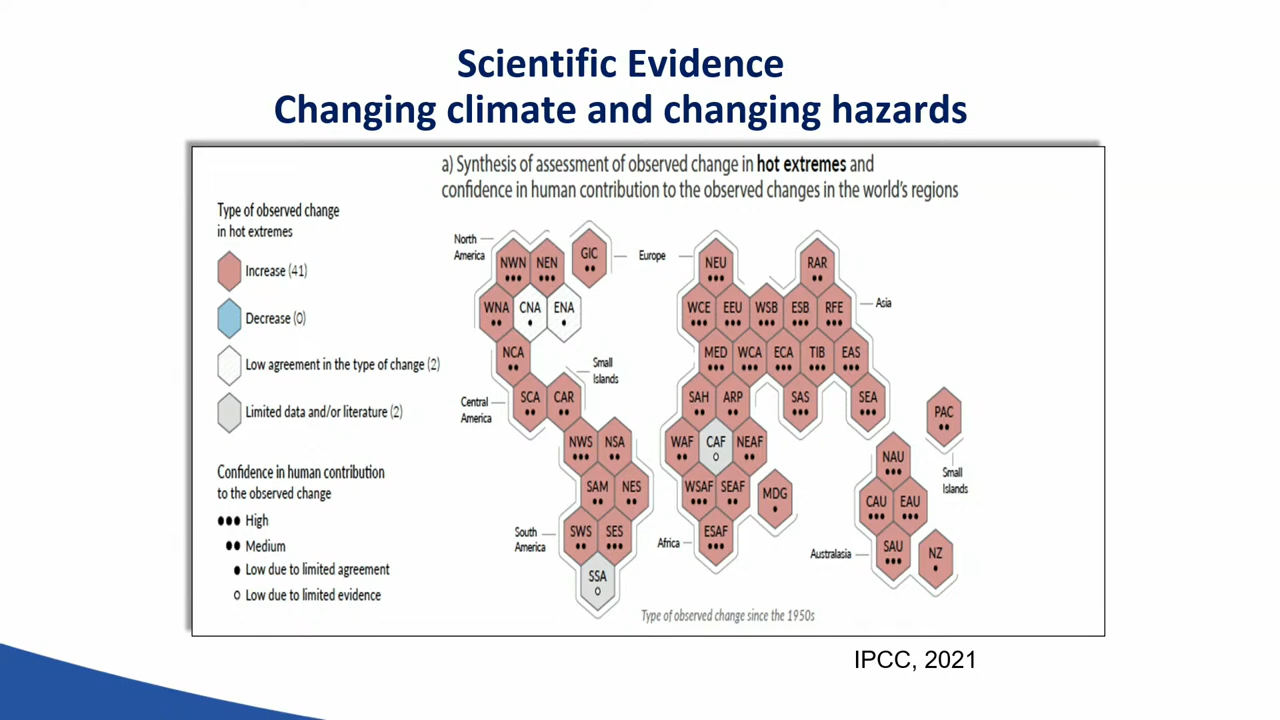 Scientific Evidence
Changing climate and changing hazards
a) Synthesis of assessment of observed change in hot extremes and
confidence in human contribution to the observed changes in the world's regions
Type of observed change
in hot extremes
Increase (41)
Decrease (0)
Low agreement in the type of change (2)
Limited data and/or literature (2)
Confidence in human contribution
to the observed change
●●● High
●● Medium
● Low due to limited agreement
○ Low due to limited evidence
North
America
GIC
Europe
NWN NEN
NEU
RAR
WNA CNA ENA
WCE EEU WSB ESB RFE
Asia
NCA
MED WCA ECA TIB EAS
Small
Islands
Central
America
SCA CAR
SAH ARP
SAS
SEA
PAC
NWS NSA
WAF CAF NEAF
NAU
Small
Islands
SAM NES
WSAF SEAF
MDG
CAU EAU
South
America
SWS SES
Africa
ESAF
Australasia
SAU
NZ
SSA
Type of observed change since the 1950s
IPCC, 2021